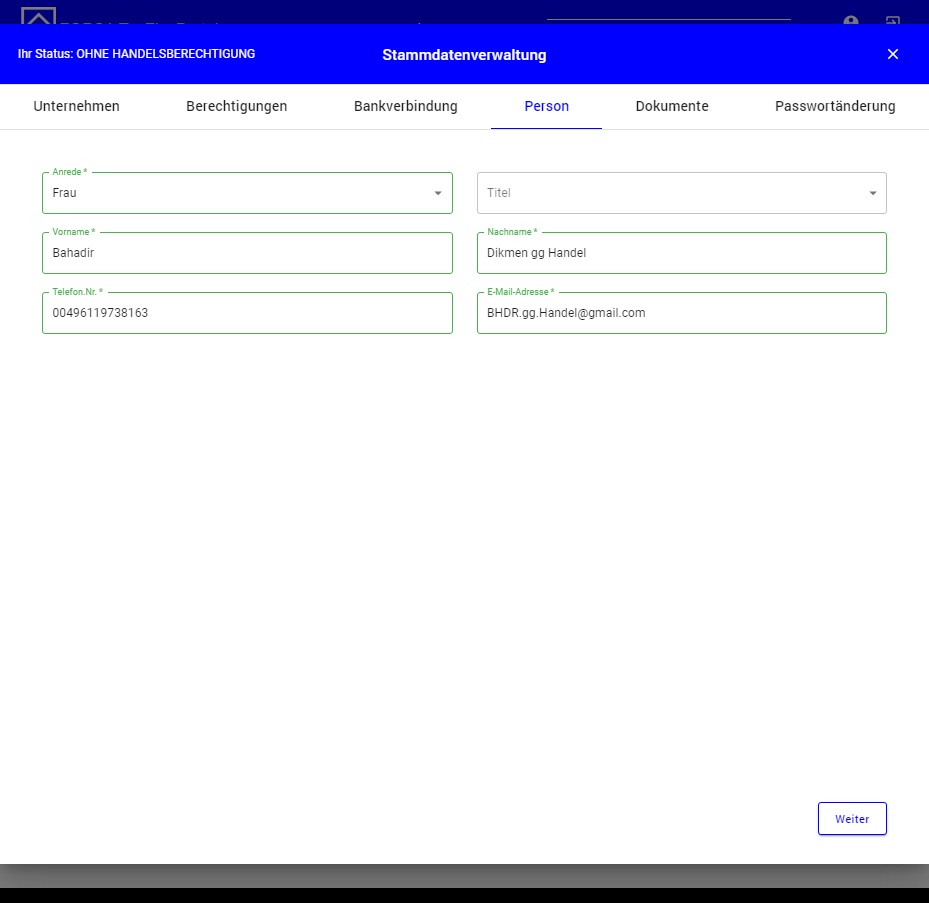 Ihr Status: OHNE HANDELSBERECHTIGUNG
Stammdatenverwaltung
Unternehmen Berechtigungen Bankverbindung Person Dokumente Passwortänderung
Anrede *
Frau
Titel
Vorname *
Bahadir
Nachname *
Dikmen gg Handel
Telefon.Nr. *
00496119738163
E-Mail-Adresse *
BHDR.gg.Handel@gmail.com
Weiter